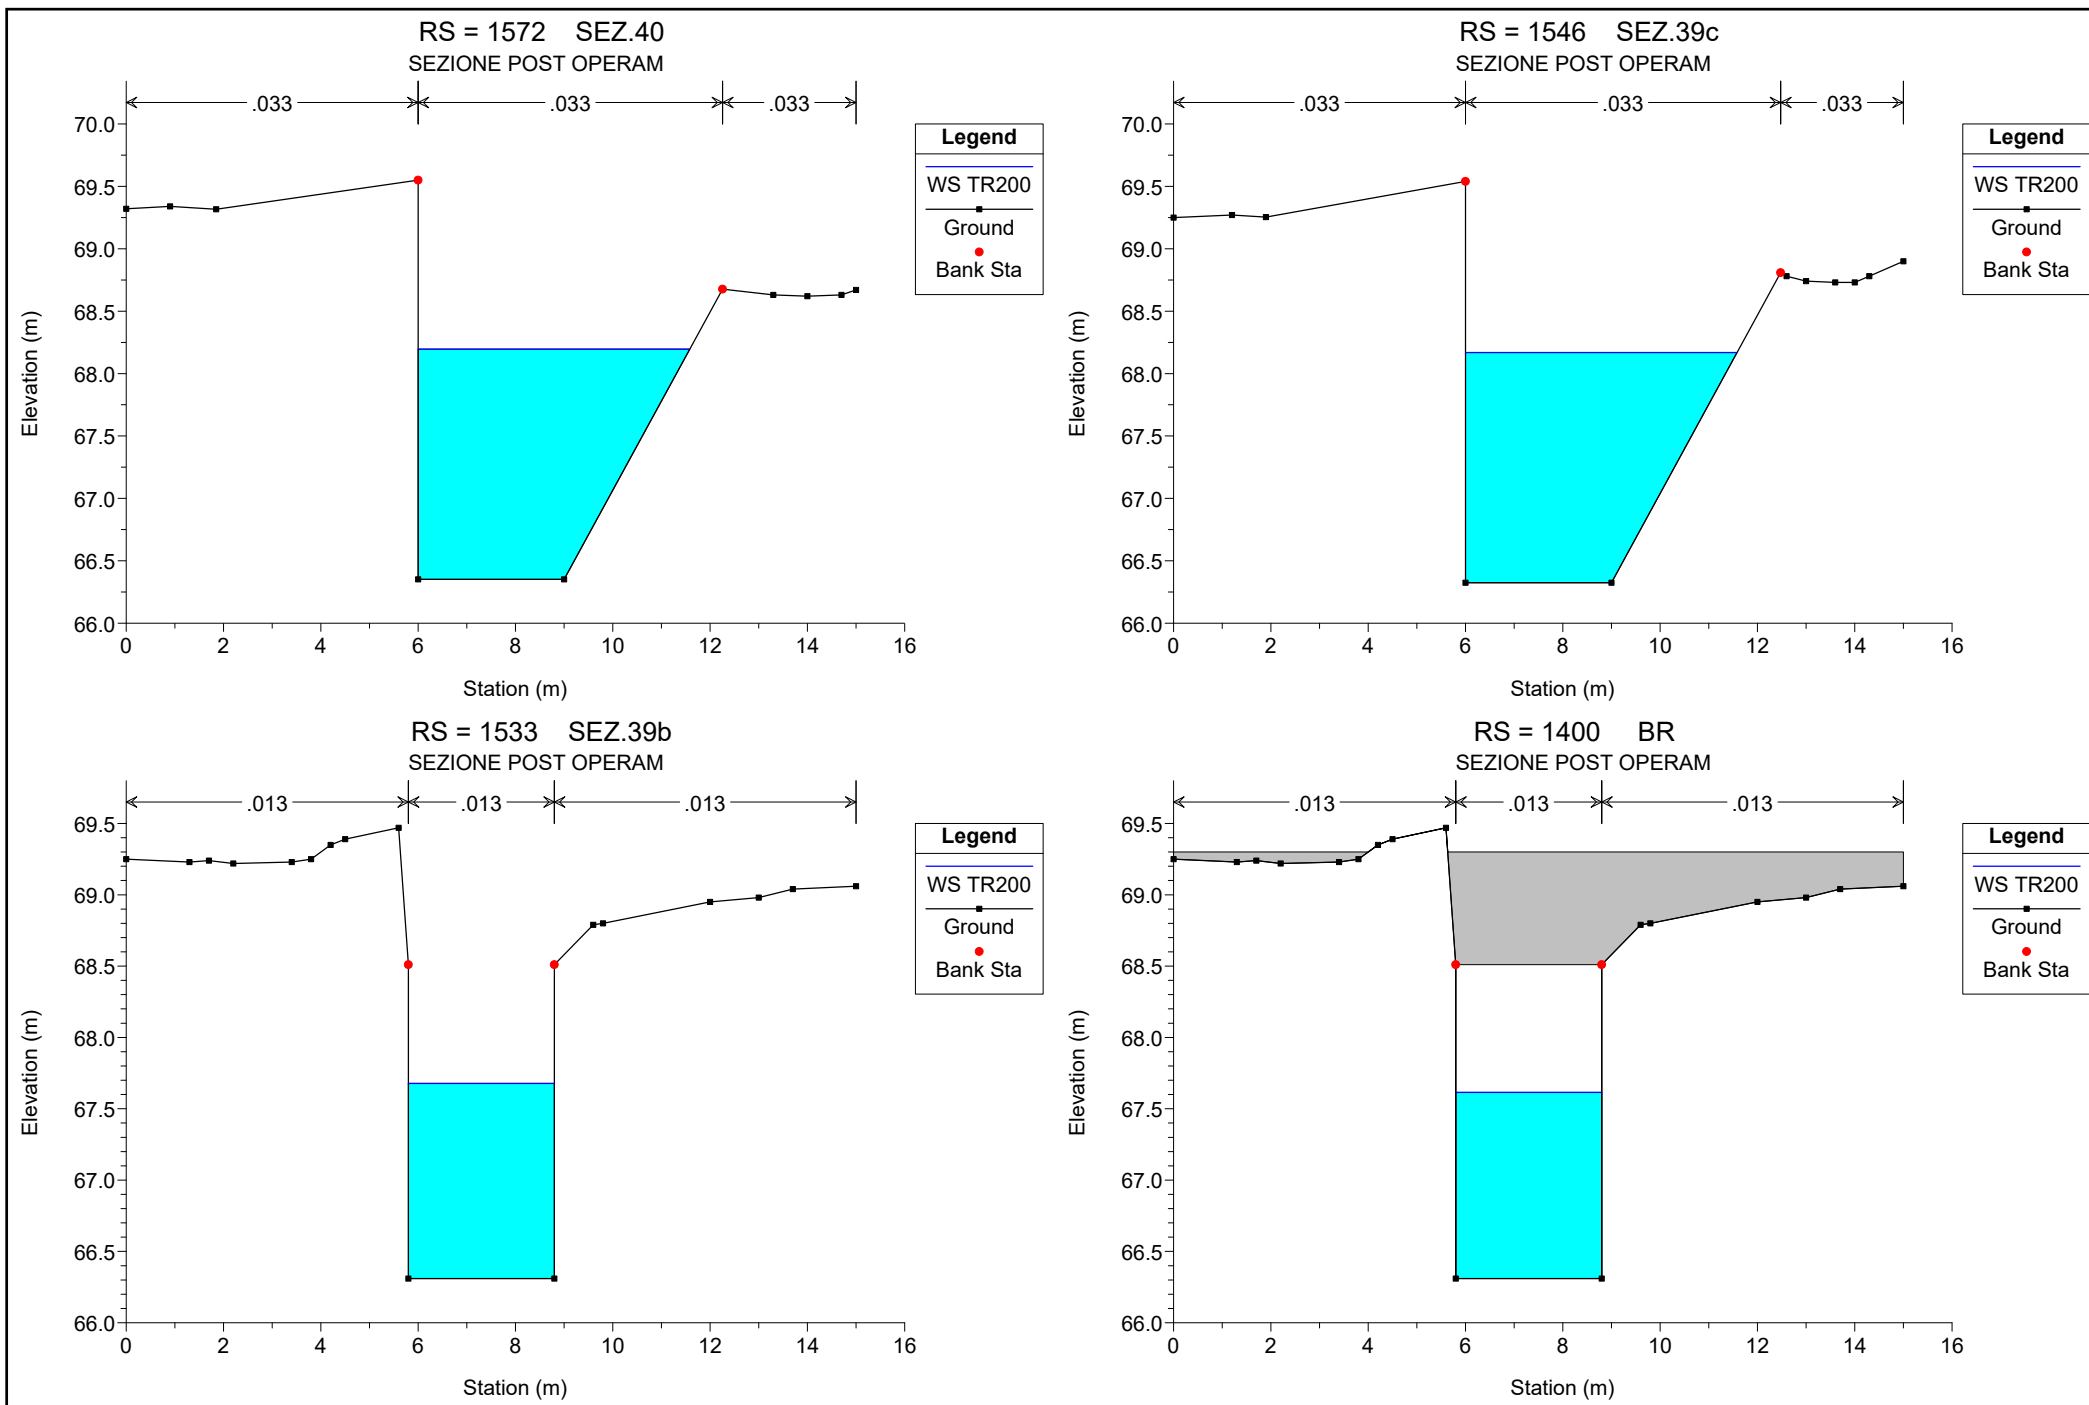 RS = 1572 SEZ.40
SEZIONE POST OPERAM
.033 .033 .033
70.0
69.5
69.0
68.5
68.0
67.5
67.0
66.5
66.0
0 2 4 6 8 10 12 14 16
Station (m)
Elevation (m)
Legend
WS TR200
Ground
Bank Sta
RS = 1546 SEZ.39c
SEZIONE POST OPERAM
.033 .033 .033
70.0
69.5
69.0
68.5
68.0
67.5
67.0
66.5
66.0
0 2 4 6 8 10 12 14 16
Station (m)
Elevation (m)
Legend
WS TR200
Ground
Bank Sta
RS = 1533 SEZ.39b
SEZIONE POST OPERAM
.013 .013 .013
69.5
69.0
68.5
68.0
67.5
67.0
66.5
66.0
0 2 4 6 8 10 12 14 16
Station (m)
Elevation (m)
Legend
WS TR200
Ground
Bank Sta
RS = 1400 BR
SEZIONE POST OPERAM
.013 .013 .013
69.5
69.0
68.5
68.0
67.5
67.0
66.5
66.0
0 2 4 6 8 10 12 14 16
Station (m)
Elevation (m)
Legend
WS TR200
Ground
Bank Sta